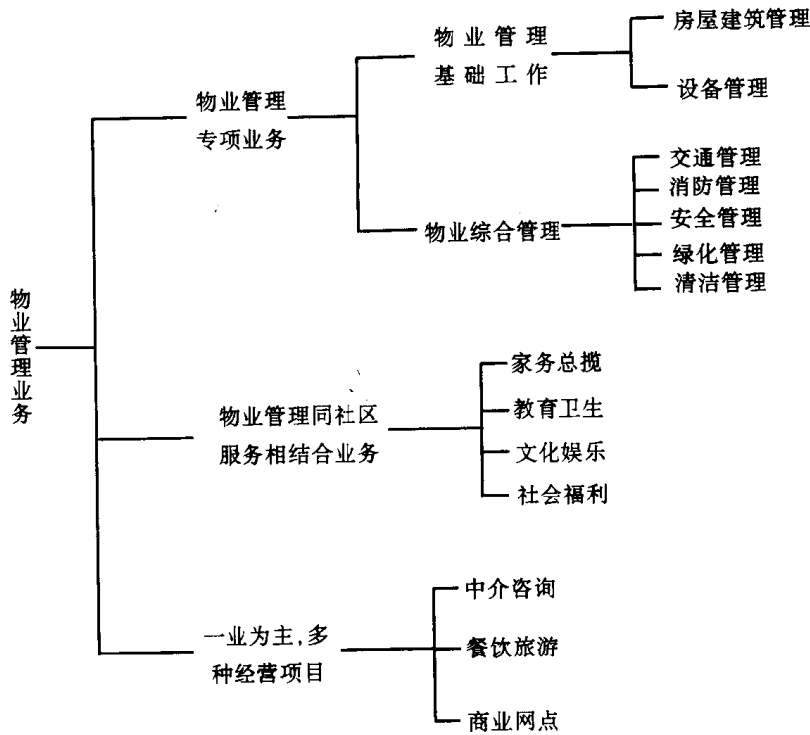 物业管理业务
物业管理
专项业务
物业管理
基础工作
房屋建筑管理
设备管理
物业综合管理
交通管理
消防管理
安全管理
绿化管理
清洁管理
物业管理同社区
服务相结合业务
家务总揽
教育卫生
文化娱乐
社会福利
一业为主,多
种经营项目
中介咨询
餐饮旅游
商业网点